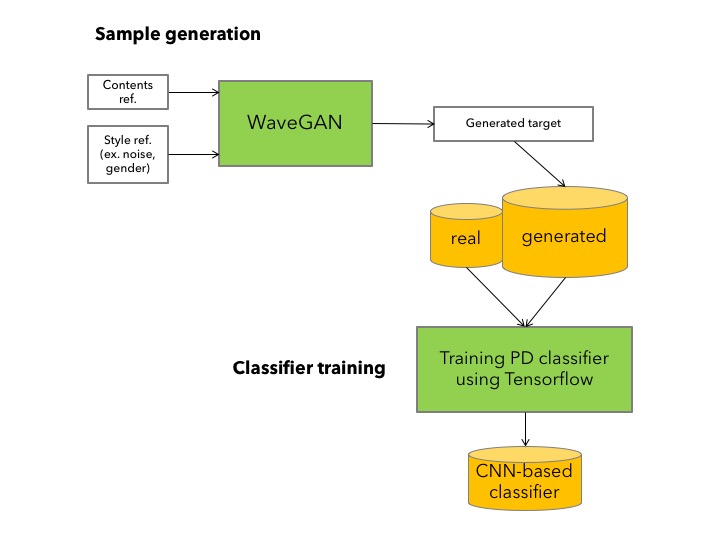 Sample generation
Contents
ref.
WaveGAN
Generated target
Style ref.
(ex. noise,
gender)
real
generated
Classifier training
Training PD classifier
using Tensorflow
CNN-based
classifier